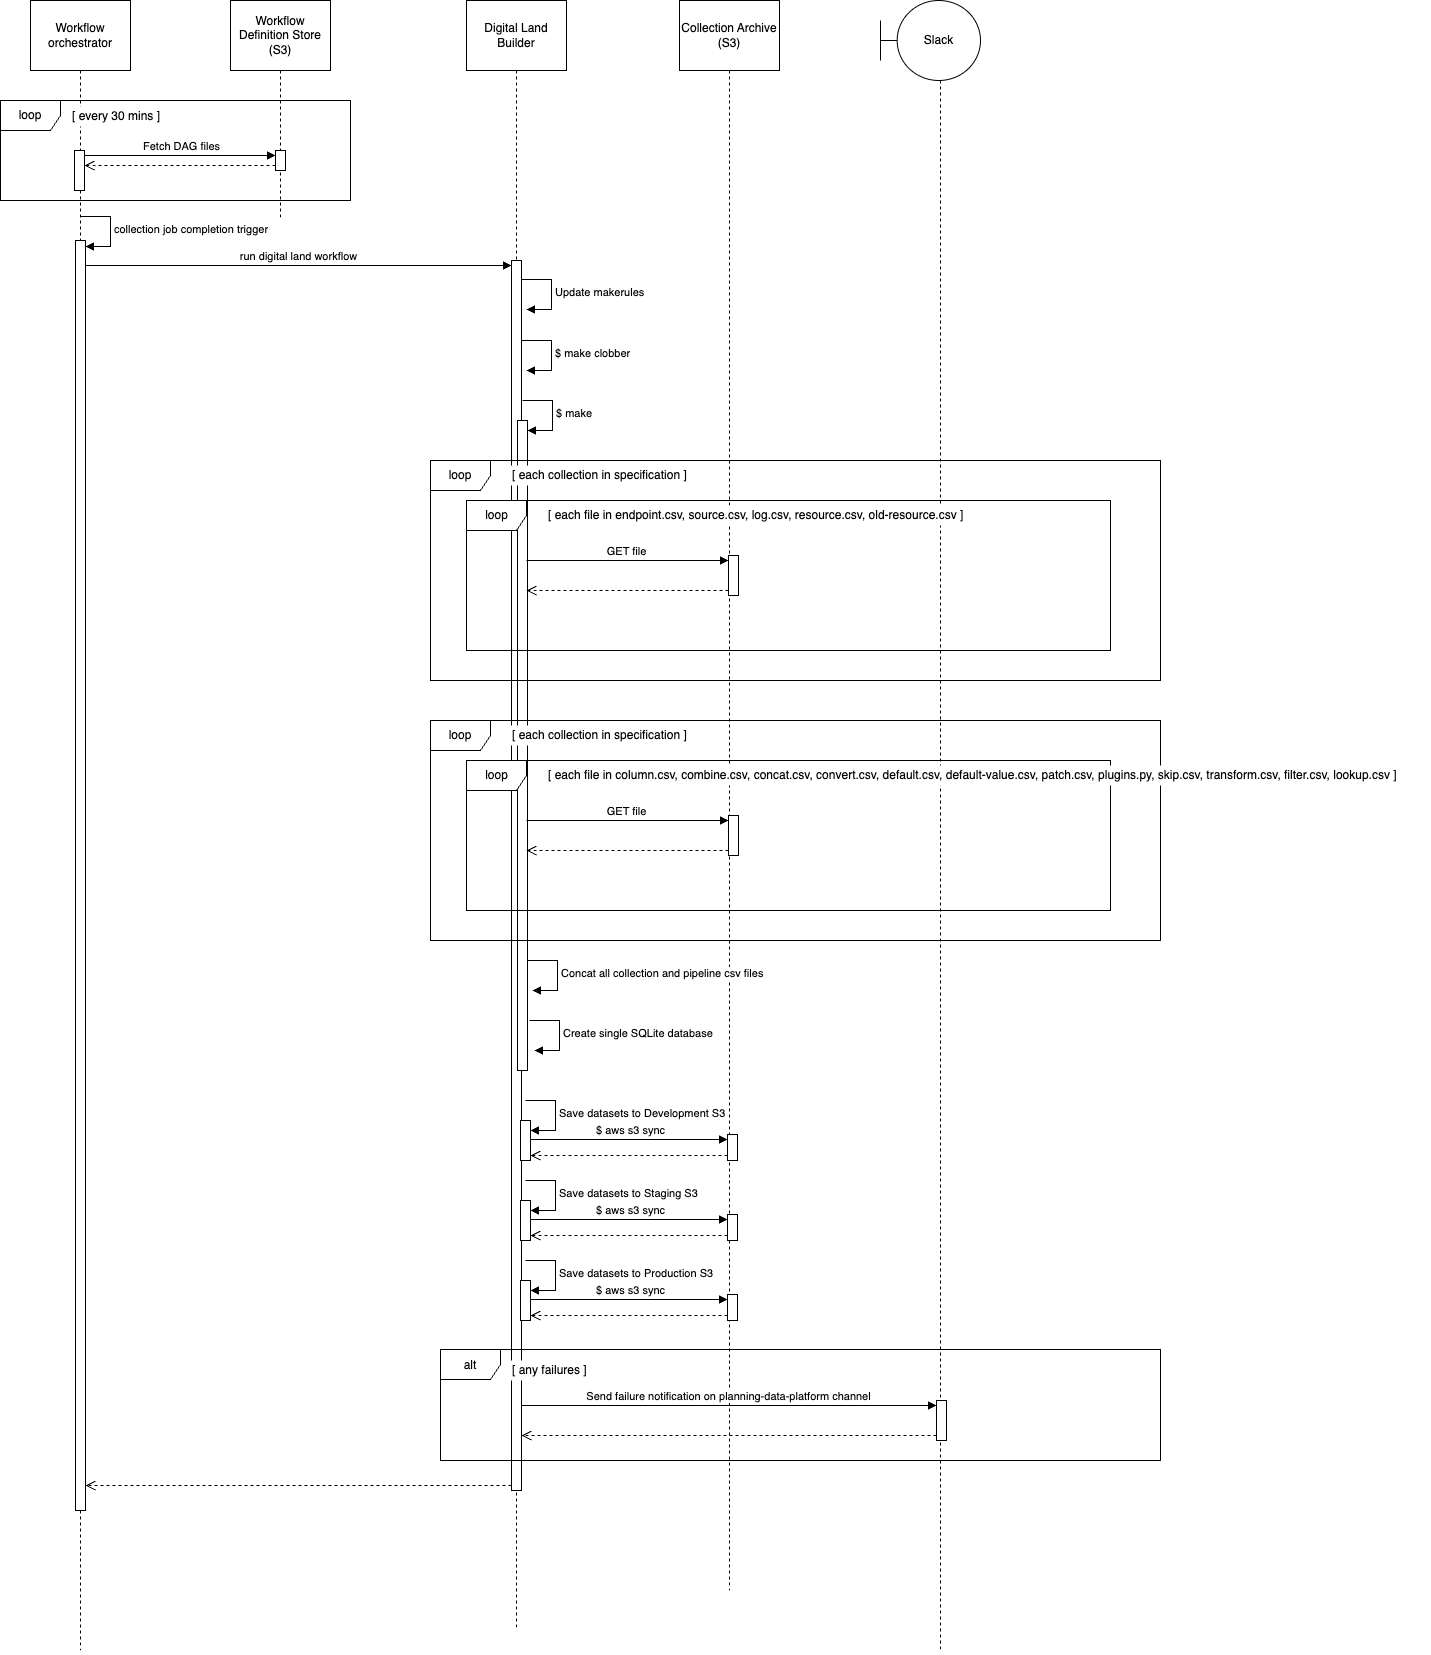 Workflow
orchestrator
Workflow
Definition Store
(S3)
Digital Land
Builder
Collection Archive
(S3)
Slack
loop
[ every 30 mins ]
Fetch DAG files
collection job completion trigger
run digital land workflow
Update makerules
$ make clobber
$ make
loop
[ each collection in specification ]
loop
[ each file in endpoint.csv, source.csv, log.csv, resource.csv, old-resource.csv ]
GET file
loop
[ each collection in specification ]
loop
[ each file in column.csv, combine.csv, concat.csv, convert.csv, default.csv, default-value.csv, patch.csv, plugins.py, skip.csv, transform.csv, filter.csv, lookup.csv ]
GET file
Concat all collection and pipeline csv files
Create single SQLite database
Save datasets to Development S3
$ aws s3 sync
Save datasets to Staging S3
$ aws s3 sync
Save datasets to Production S3
$ aws s3 sync
alt
[ any failures ]
Send failure notification on planning-data-platform channel